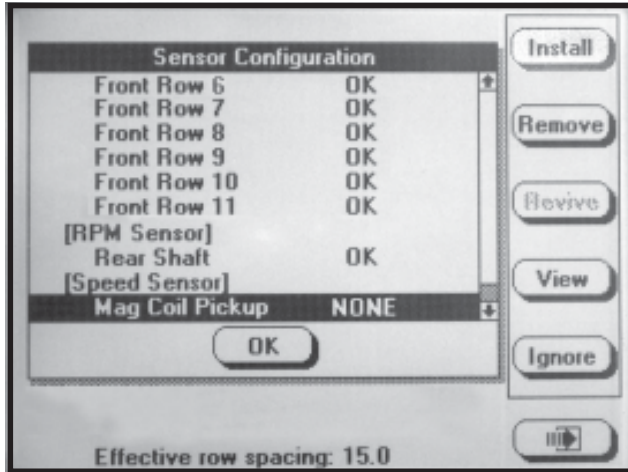 Sensor Configuration
Front Row 6 OK
Front Row 7 OK
Front Row 8 OK
Front Row 9 OK
Front Row 10 OK
Front Row 11 OK
[RPM Sensor]
Rear Shaft OK
[Speed Sensor]
Mag Coil Pickup NONE
OK
Effective row spacing: 15.0
Install
Remove
Revive
View
Ignore